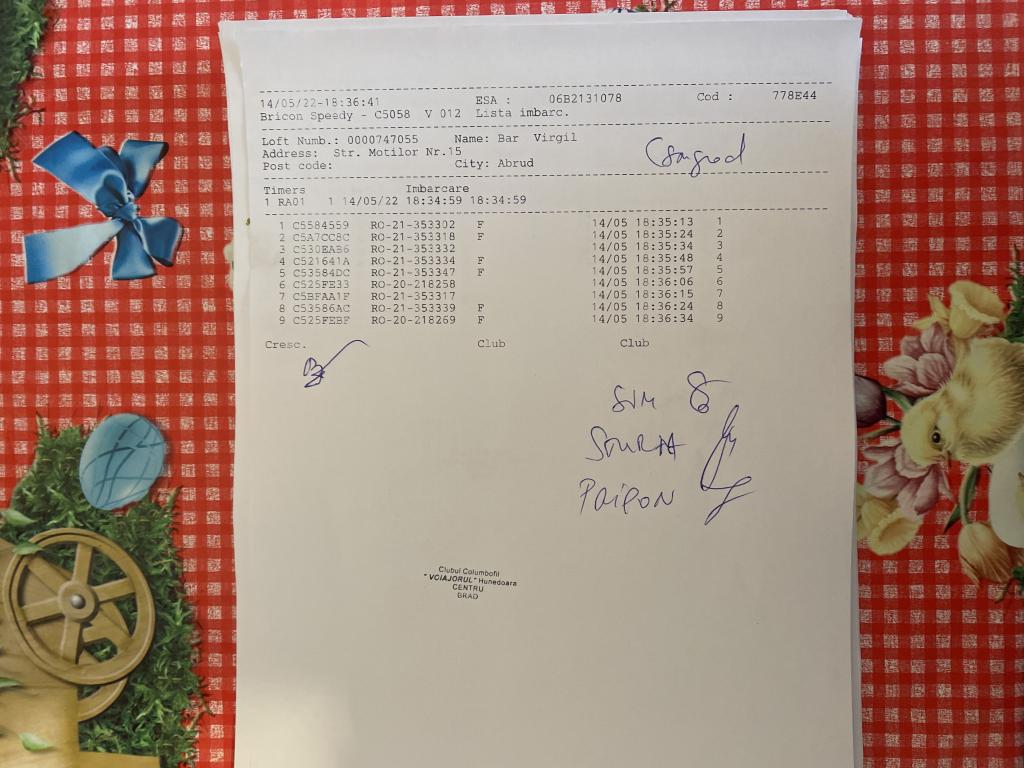 14/05/22-18:36:41 ESA : 06B2131078 Cod : 778E44
Bricon Speedy - C5058 V 012 Lista imbarc.
Loft Numb.: 0000747055 Name: Bar Virgil
Address: Str. Motilor Nr.15
Post code: City: Abrud
Csongrad
Timers Imbarcare
1 RA01 1 14/05/22 18:34:59 18:34:59
1 C5584559 RO-21-353302 F 14/05 18:35:13 1
2 C5A7CC8C RO-21-353318 F 14/05 18:35:24 2
3 C530EAB6 RO-21-353332 14/05 18:35:34 3
4 C521641A RO-21-353334 F 14/05 18:35:48 4
5 C53584DC RO-21-353347 F 14/05 18:35:57 5
6 C525FE33 RO-20-218258 14/05 18:36:06 6
7 C5BFAA1F RO-21-353317 14/05 18:36:15 7
8 C53586AC RO-21-353339 F 14/05 18:36:24 8
9 C525FEBF RO-20-218269 F 14/05 18:36:34 9
Cresc. Club Club
Clubul Columbofil
"VOIAJORUL" Hunedoara
CENTRU
BRAD